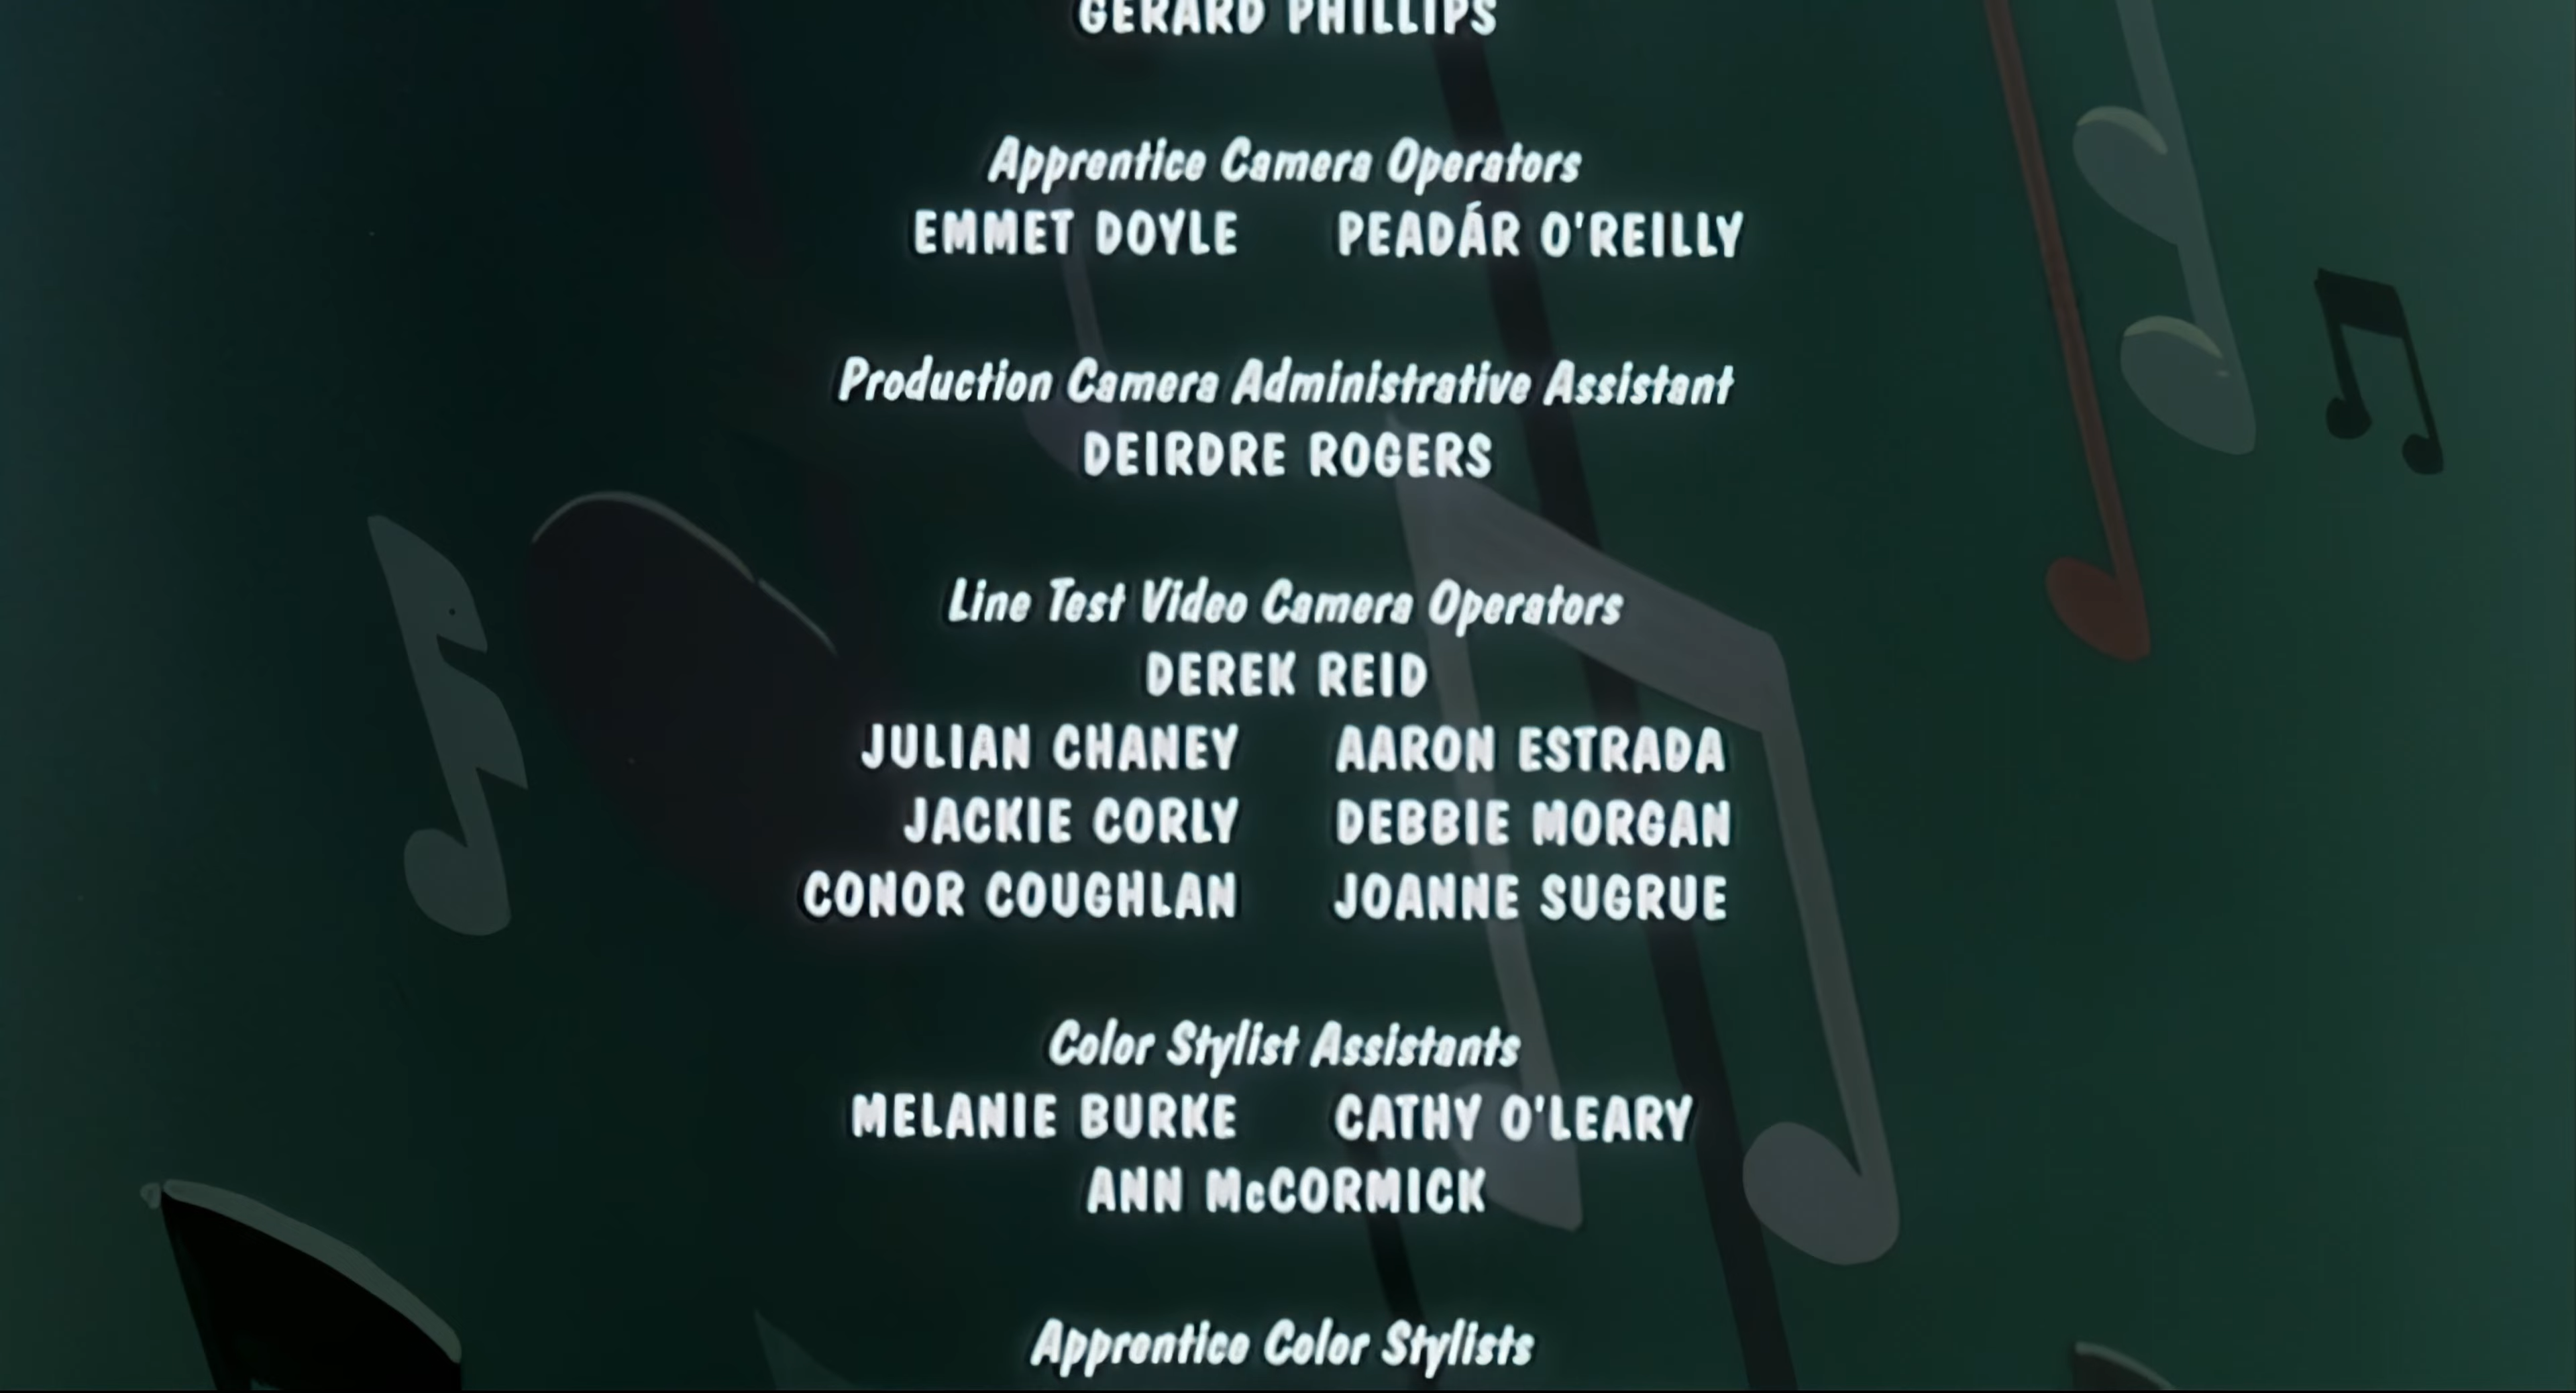 GERARD PHILLIPS
Apprentice Camera Operators
EMMET DOYLE PEADÁR O'REILLY
Production Camera Administrative Assistant
DEIRDRE ROGERS
Line Test Video Camera Operators
DEREK REID
JULIAN CHANEY AARON ESTRADA
JACKIE CORLY DEBBIE MORGAN
CONOR COUGHLAN JOANNE SUGRUE
Color Stylist Assistants
MELANIE BURKE CATHY O'LEARY
ANN McCORMICK
Apprentice Color Stylists